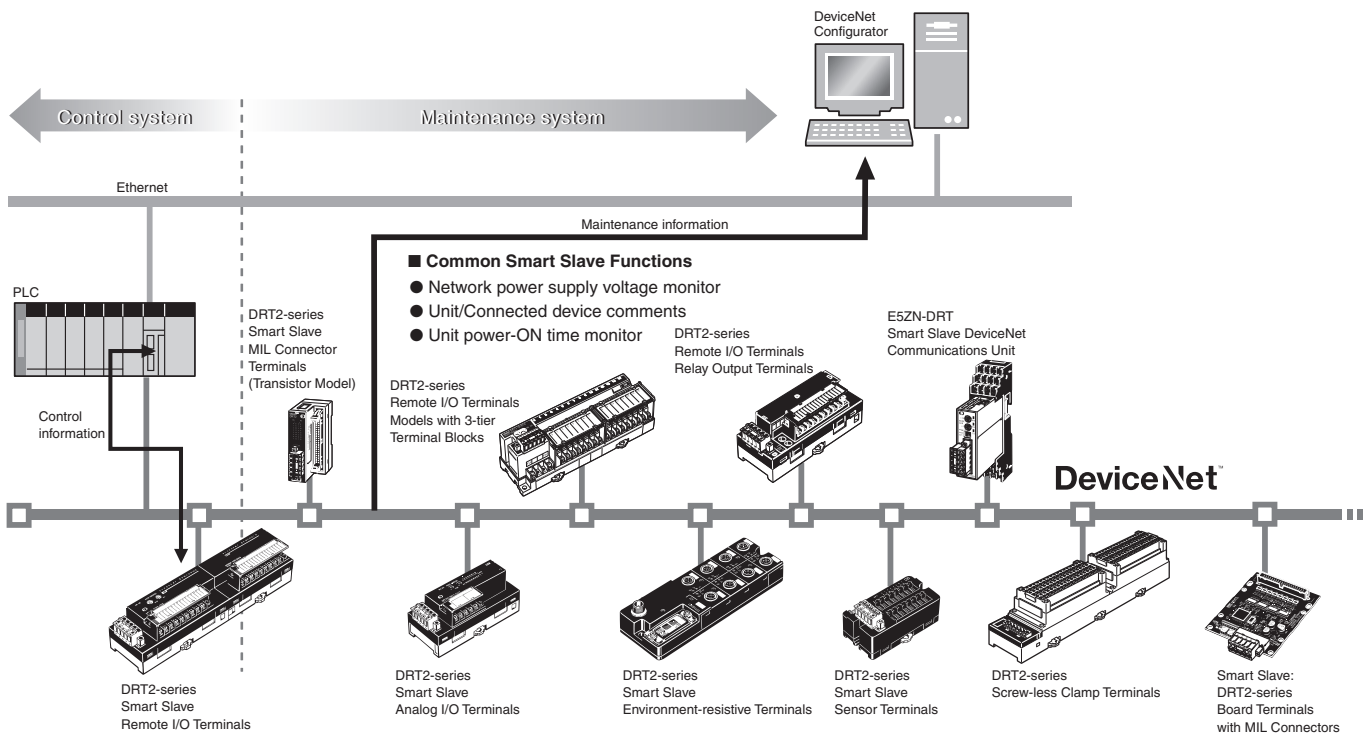 DeviceNet
Configurator
Control system
Maintenance system
Ethernet
Maintenance information
■ Common Smart Slave Functions
● Network power supply voltage monitor
● Unit/Connected device comments
● Unit power-ON time monitor
PLC
Control
information
DRT2-series
Smart Slave
MIL Connector
Terminals
(Transistor Model)
DRT2-series
Remote I/O Terminals
Models with 3-tier
Terminal Blocks
DRT2-series
Remote I/O Terminals
Relay Output Terminals
E5ZN-DRT
Smart Slave DeviceNet
Communications Unit
DeviceNet™
DRT2-series
Smart Slave
Remote I/O Terminals
DRT2-series
Smart Slave
Analog I/O Terminals
DRT2-series
Smart Slave
Environment-resistive Terminals
DRT2-series
Smart Slave
Sensor Terminals
DRT2-series
Screw-less Clamp Terminals
Smart Slave:
DRT2-series
Board Terminals
with MIL Connectors